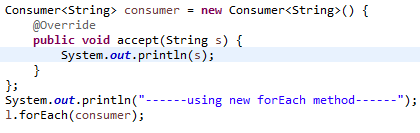 Consumer<String> consumer = new Consumer<String>() {
    @Override
    public void accept(String s) {
        System.out.println(s);
    }
};
System.out.println("------using new forEach method------");
l.forEach(consumer);